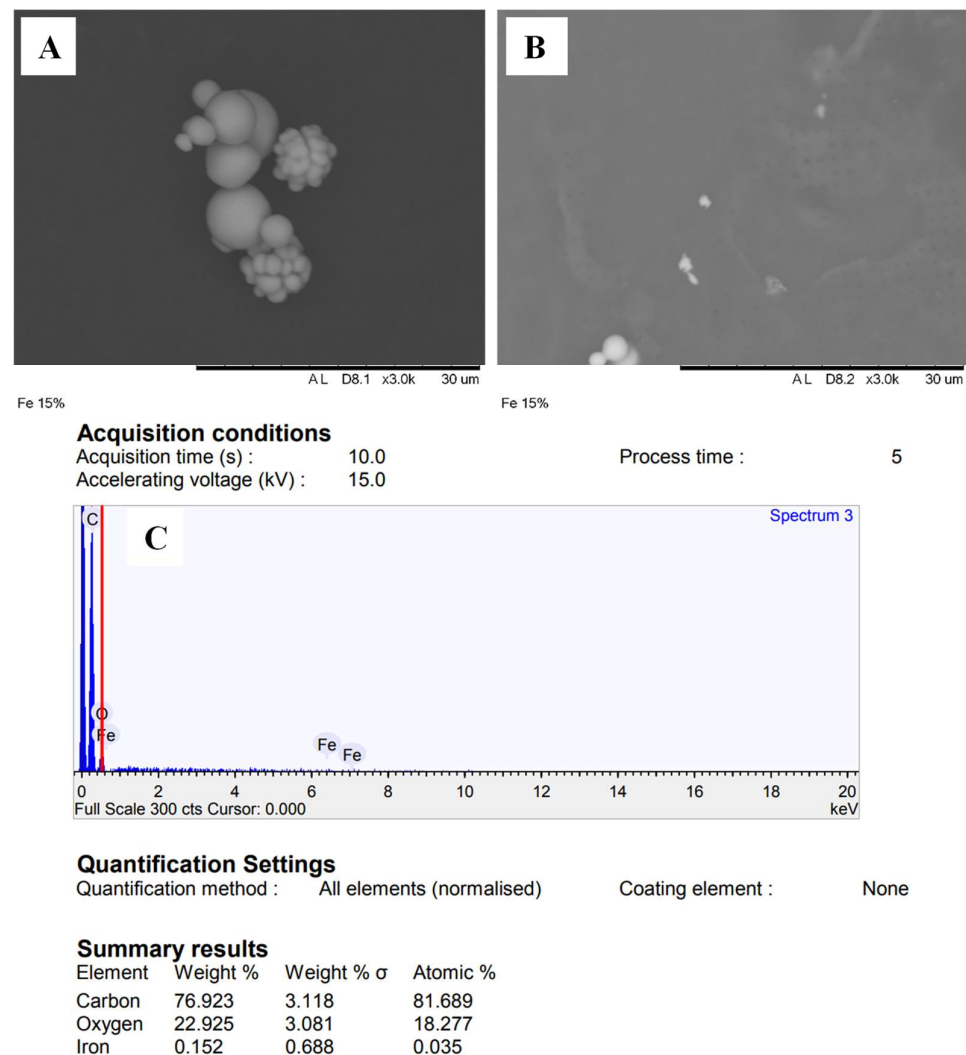 A
B
A L D8.1 x3.0k 30 um
A L D8.2 x3.0k 30 um
Fe 15%
Fe 15%
Acquisition conditions
Acquisition time (s) : 10.0 Process time : 5
Accelerating voltage (kV) : 15.0
C
C
Spectrum 3
O
Fe
Fe
Fe
0 2 4 6 8 10 12 14 16 18 20
Full Scale 300 cts Cursor: 0.000 keV
Quantification Settings
Quantification method : All elements (normalised) Coating element : None
Summary results
Element Weight % Weight % σ Atomic %
Carbon 76.923 3.118 81.689
Oxygen 22.925 3.081 18.277
Iron 0.152 0.688 0.035